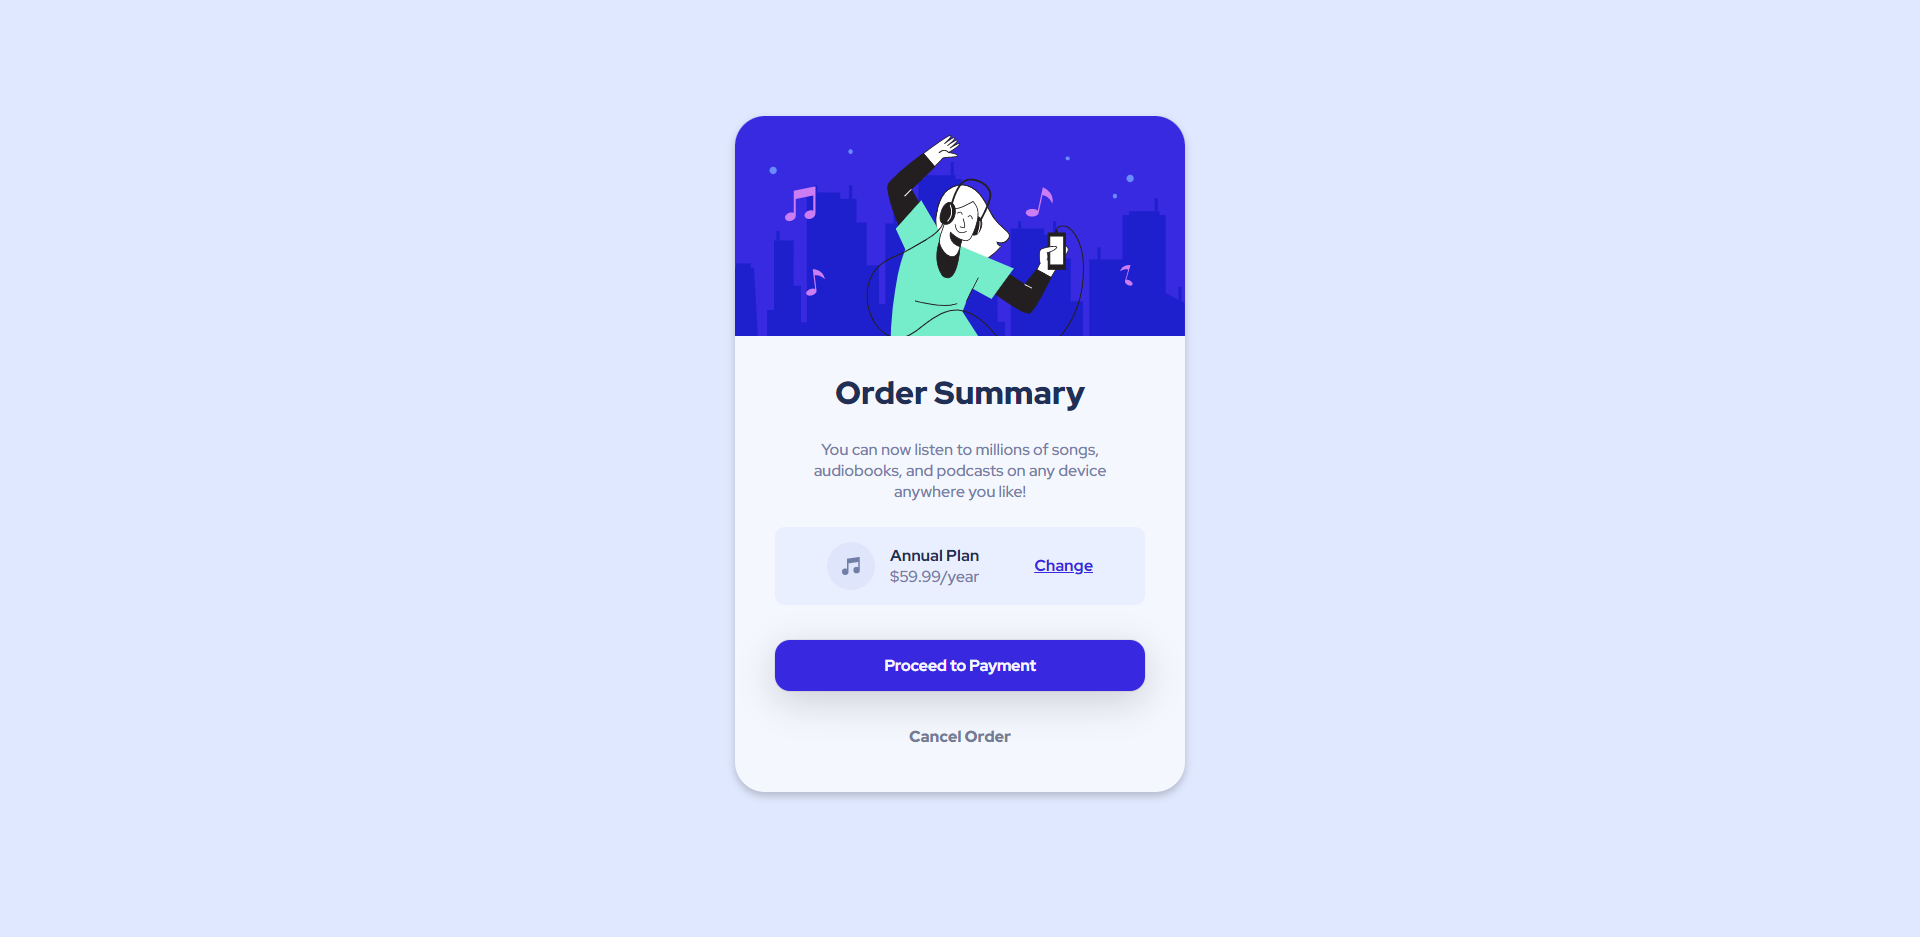 Order Summary
You can now listen to millions of songs,
audiobooks, and podcasts on any device
anywhere you like!
Annual Plan
$59.99/year
Change
Proceed to Payment
Cancel Order